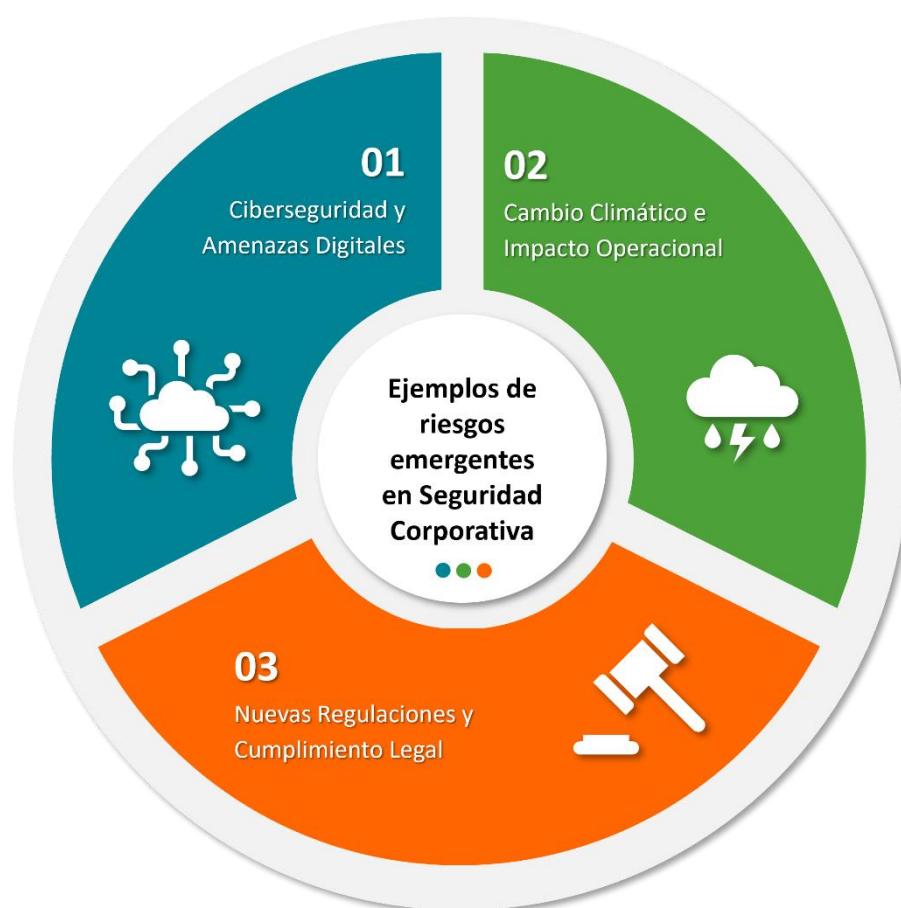 01
Ciberseguridad y
Amenazas Digitales
02
Cambio Climático e
Impacto Operacional
Ejemplos de
riesgos
emergentes
en Seguridad
Corporativa
03
Nuevas Regulaciones y
Cumplimiento Legal